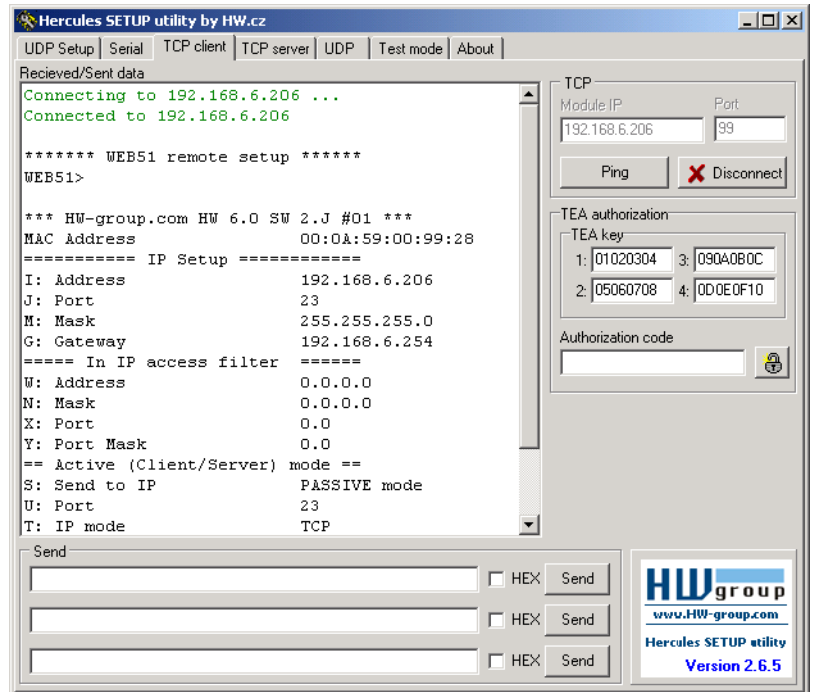 Hercules SETUP utility by HW.cz
UDP Setup Serial TCP client TCP server UDP Test mode About
Recieved/Sent data
Connecting to 192.168.6.206 ...
Connected to 192.168.6.206
******* WEB51 remote setup ******
WEB51>
*** HW-group.com HW 6.0 SW 2.J #01 ***
MAC Address 00:0A:59:00:99:28
=========== IP Setup ============
I: Address 192.168.6.206
J: Port 23
M: Mask 255.255.255.0
G: Gateway 192.168.6.254
===== In IP access filter ======
W: Address 0.0.0.0
N: Mask 0.0.0.0
X: Port 0.0
Y: Port Mask 0.0
== Active (Client/Server) mode ==
S: Send to IP PASSIVE mode
U: Port 23
T: IP mode TCP
TCP
Module IP Port
192.168.6.206 99
Ping Disconnect
TEA authorization
TEA key
1: 01020304 3: 090A0B0C
2: 05060708 4: 0D0E0F10
Authorization code
Send
HEX Send
HEX Send
HEX Send
HW group
www.HW-group.com
Hercules SETUP utility
Version 2.6.5